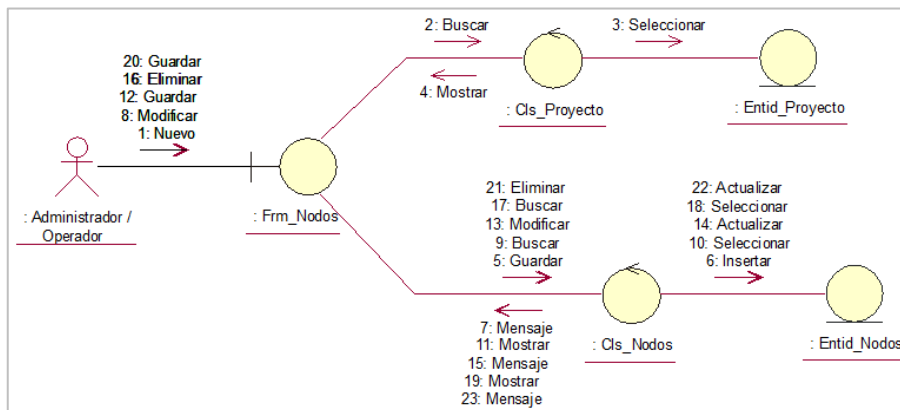 2: Buscar
3: Seleccionar
4: Mostrar
: Cls_Proyecto
: Entid_Proyecto
20: Guardar
16: Eliminar
12: Guardar
8: Modificar
1: Nuevo
: Administrador /
Operador
: Frm_Nodos
21: Eliminar
17: Buscar
13: Modificar
9: Buscar
5: Guardar
22: Actualizar
18: Seleccionar
14: Actualizar
10: Seleccionar
6: Insertar
7: Mensaje
11: Mostrar
15: Mensaje
19: Mostrar
23: Mensaje
: Cls_Nodos
: Entid_Nodos